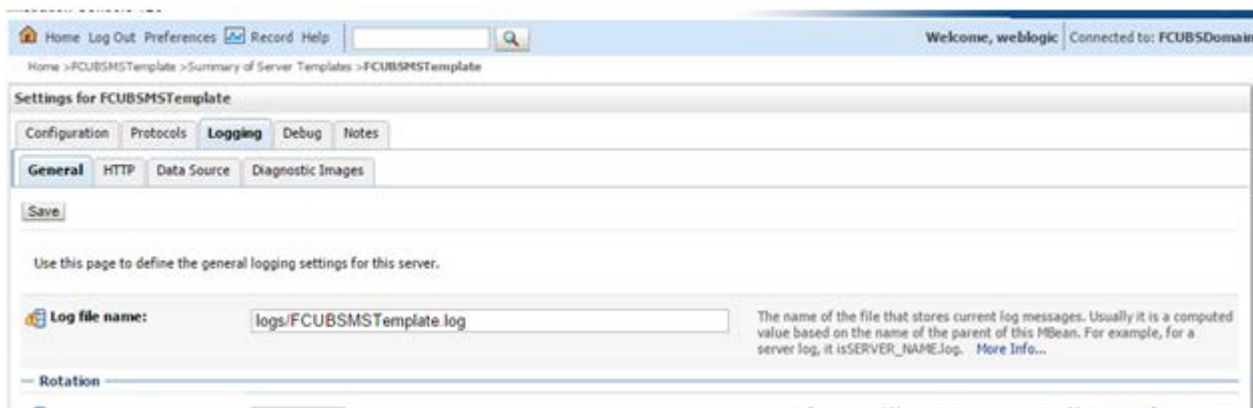 Home Log Out Preferences Record Help
Welcome, weblogic Connected to: FCUBSDomain
Home >FCUBSMSTemplate >Summary of Server Templates >FCUBSMSTemplate
Settings for FCUBSMSTemplate
Configuration Protocols Logging Debug Notes
General HTTP Data Source Diagnostic Images
Save
Use this page to define the general logging settings for this server.
Log file name:
logs/FCUBSMSTemplate.log
The name of the file that stores current log messages. Usually it is a computed
value based on the name of the parent of this MBean. For example, for a
server log, it isSERVER_NAME.log. More Info...
Rotation